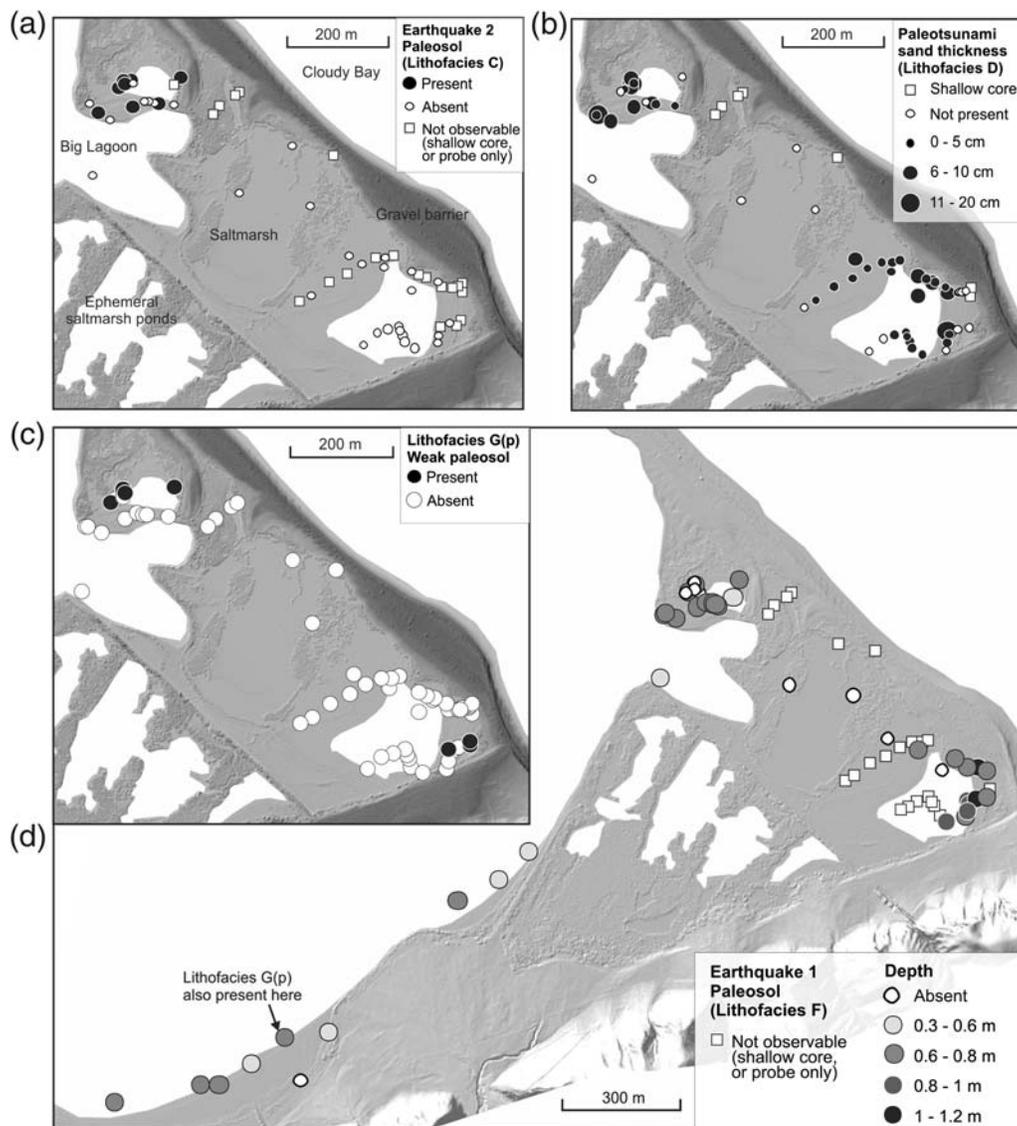 (a)
200 m
Cloudy Bay
Earthquake 2
Paleosol
(Lithofacies C)
Present
Absent
Not observable
(shallow core,
or probe only)
Big Lagoon
Gravel barrier
Saltmarsh
Ephemeral
saltmarsh ponds
(b)
200 m
Paleotsunami
sand thickness
(Lithofacies D)
Shallow core
Not present
0 - 5 cm
6 - 10 cm
11 - 20 cm
(c)
200 m
Lithofacies G(p)
Weak paleosol
Present
Absent
(d)
Lithofacies G(p)
also present here
300 m
Earthquake 1
Paleosol
(Lithofacies F)
Not observable
(shallow core,
or probe only)
Depth
Absent
0.3 - 0.6 m
0.6 - 0.8 m
0.8 - 1 m
1 - 1.2 m